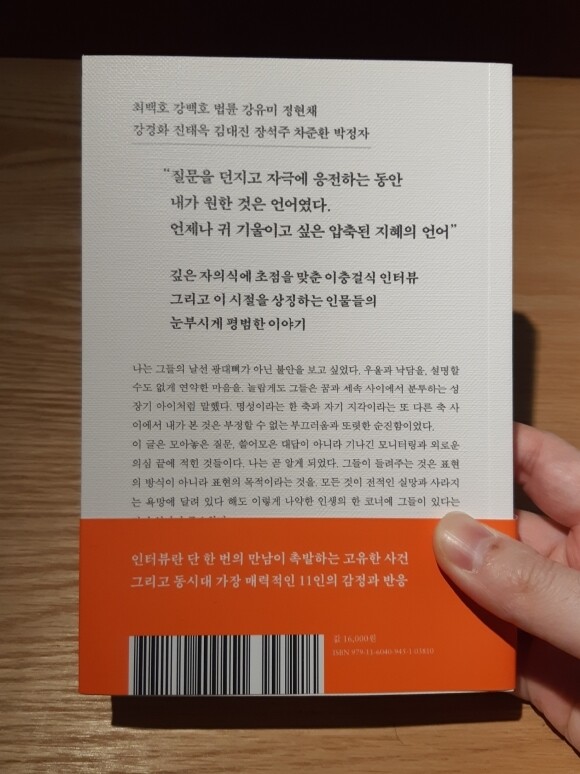 최백호 강백호 법륜 강유미 정현채
강경화 진태옥 김대진 장석주 차준환 박정자
“질문을 던지고 자극에 응전하는 동안
내가 원한 것은 언어였다.
언제나 귀 기울이고 싶은 압축된 지혜의 언어”
깊은 자의식에 초점을 맞춘 이충걸식 인터뷰
그리고 이 시절을 상징하는 인물들의
눈부시게 평범한 이야기
나는 그들의 날선 광대뼈가 아닌 불안을 보고 싶었다. 우울과 낙담을, 설명할
수도 없게 연약한 마음을. 놀랍게도 그들은 꿈과 세속 사이에서 분투하는 성
장기 아이처럼 말했다. 명성이라는 한 축과 자기 지각이라는 또 다른 축 사
이에서 내가 본 것은 부정할 수 없는 부끄러움과 또렷한 순진함이었다.
이 글은 모아놓은 질문, 쓸어모은 대답이 아니라 기나긴 모니터링과 외로운
의심 끝에 적힌 것들이다. 나는 곧 알게 되었다. 그들이 들려주는 것은 표현
의 방식이 아니라 표현의 목적이라는 것을. 모든 것이 전적인 실망과 사라지
는 욕망에 달려 있다 해도 이렇게 나약한 인생의 한 코너에 그들이 있다는
인터뷰란 단 한 번의 만남이 촉발하는 고유한 사건
그리고 동시대 가장 매력적인 11인의 감정과 반응
값 16,000원
ISBN 979-11-6040-943-1 03810